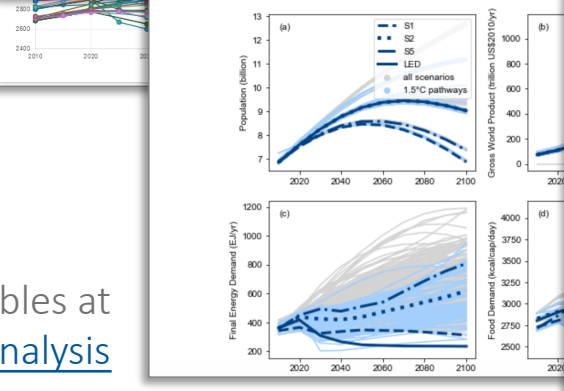 2800
2400
2010
2020
bles at
nalysis
13
12
11
10
9
8
7
Population (billion)
(a)
S1
S2
S5
LED
all scenarios
1.5°C pathways
2020
2040
2060
2080
2100
Gross World Product (trillion US$2010/yr)
(b)
1000
800
600
400
200
0
1200
1000
800
600
400
200
Final Energy Demand (EJ/yr)
(c)
2020
2040
2060
2080
2100
Food Demand (kcal/cap/day)
(d)
4000
3750
3500
3250
3000
2750
2500